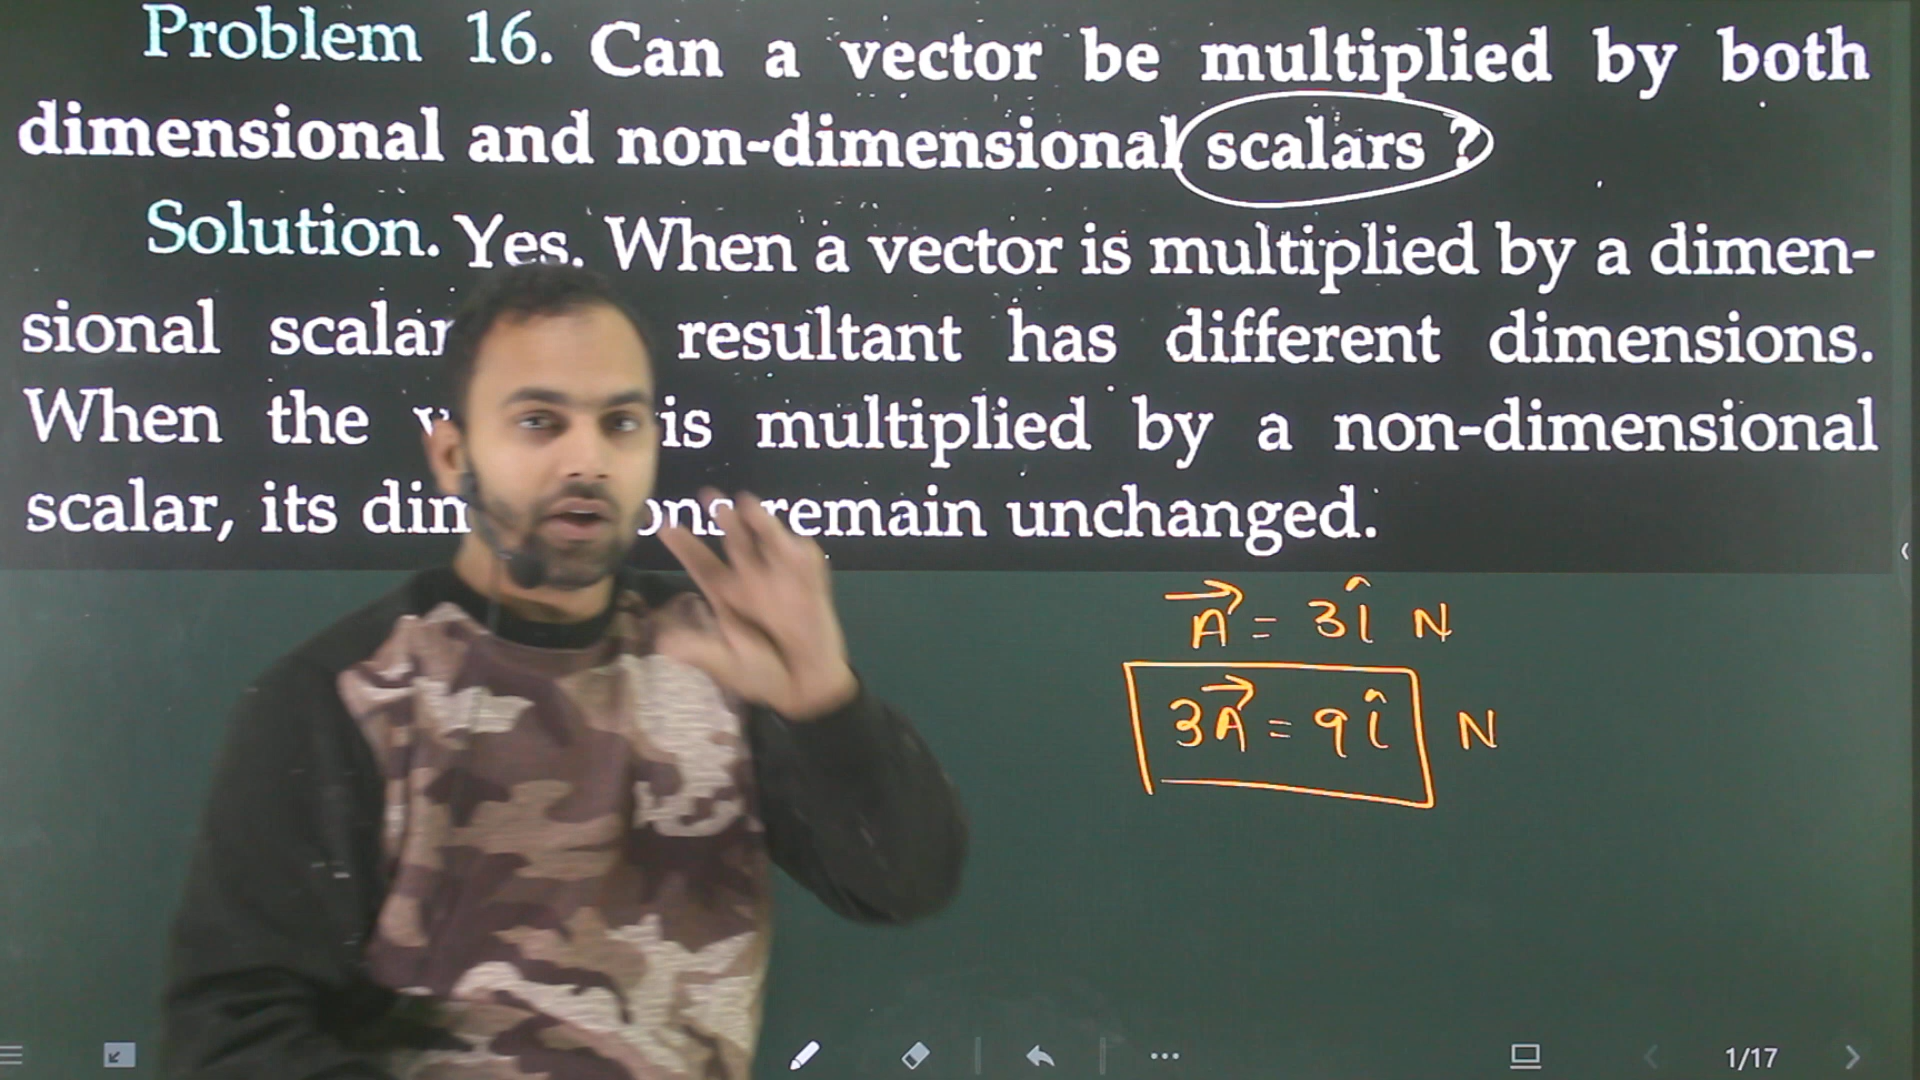 Problem 16. Can a vector be multiplied by both
dimensional and non-dimensional scalars ?
Solution. Yes. When a vector is multiplied by a dimen-
sional scalar resultant has different dimensions.
When the is multiplied by a non-dimensional
scalar, its remain unchanged.
A⃗ = 3î N
3A⃗ = 9î N
1/17